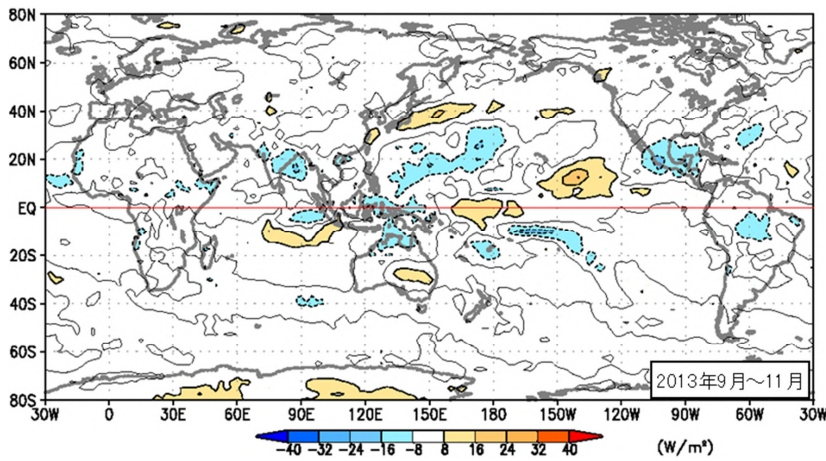 80N
60N
40N
20N
EQ
20S
40S
60S
80S
2013年9月～11月
30W 0 30E 60E 90E 120E 150E 180 150W 120W 90W 60W 30W
-40 -32 -24 -16 -8 8 16 24 32 40
(W/m²)